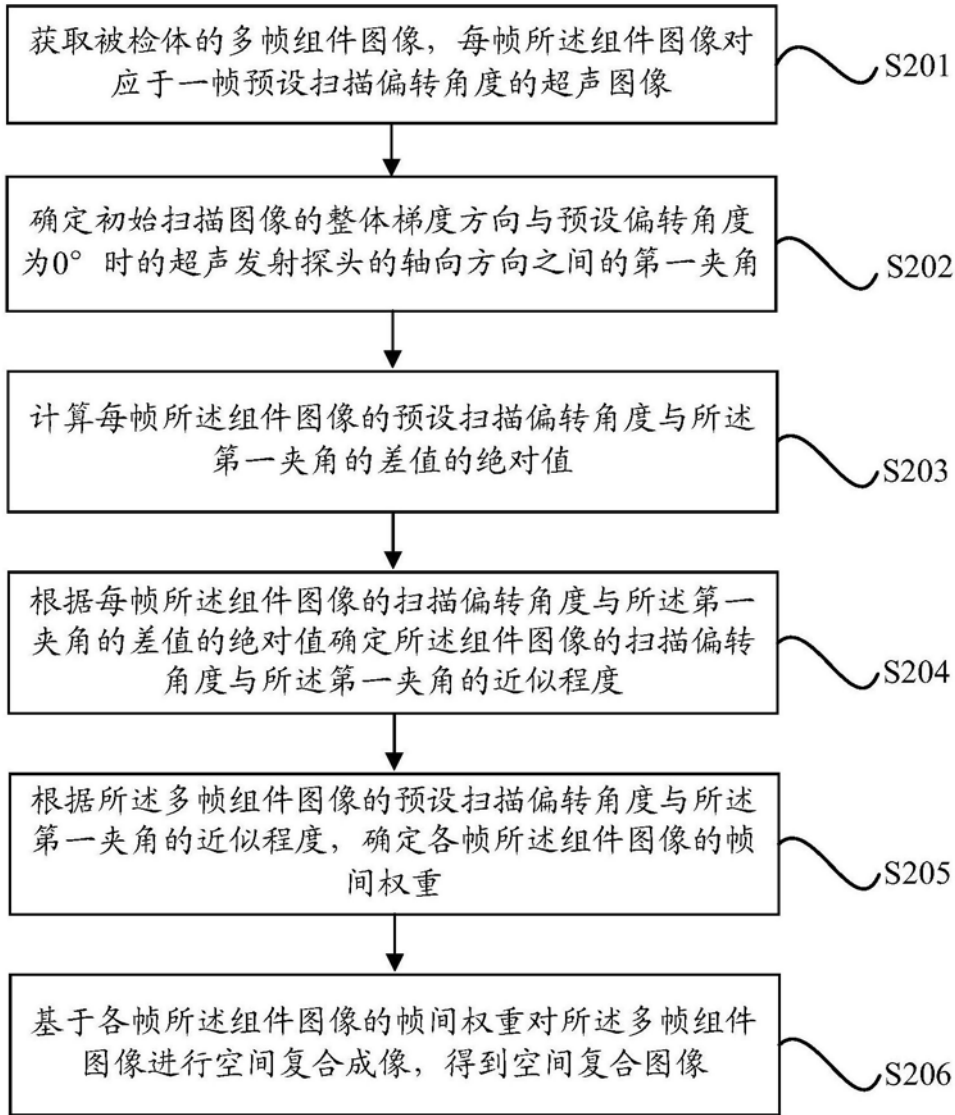 获取被检体的多帧组件图像，每帧所述组件图像对
应于一帧预设扫描偏转角度的超声图像
S201
确定初始扫描图像的整体梯度方向与预设偏转角度
为0°时的超声发射探头的轴向方向之间的第一夹角
S202
计算每帧所述组件图像的预设扫描偏转角度与所述
第一夹角的差值的绝对值
S203
根据每帧所述组件图像的扫描偏转角度与所述第一
夹角的差值的绝对值确定所述组件图像的扫描偏转
角度与所述第一夹角的近似程度
S204
根据所述多帧组件图像的预设扫描偏转角度与所述
第一夹角的近似程度，确定各帧所述组件图像的帧
间权重
S205
基于各帧所述组件图像的帧间权重对所述多帧组件
图像进行空间复合成像，得到空间复合图像
S206